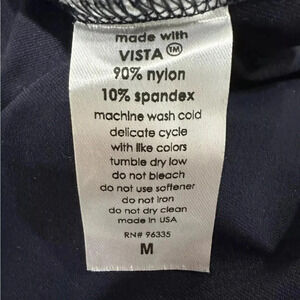 made with
VISTA™
90% nylon
10% spandex
machine wash cold
delicate cycle
with like colors
tumble dry low
do not bleach
do not use softener
do not iron
do not dry clean
made in USA
RN# 96335
M